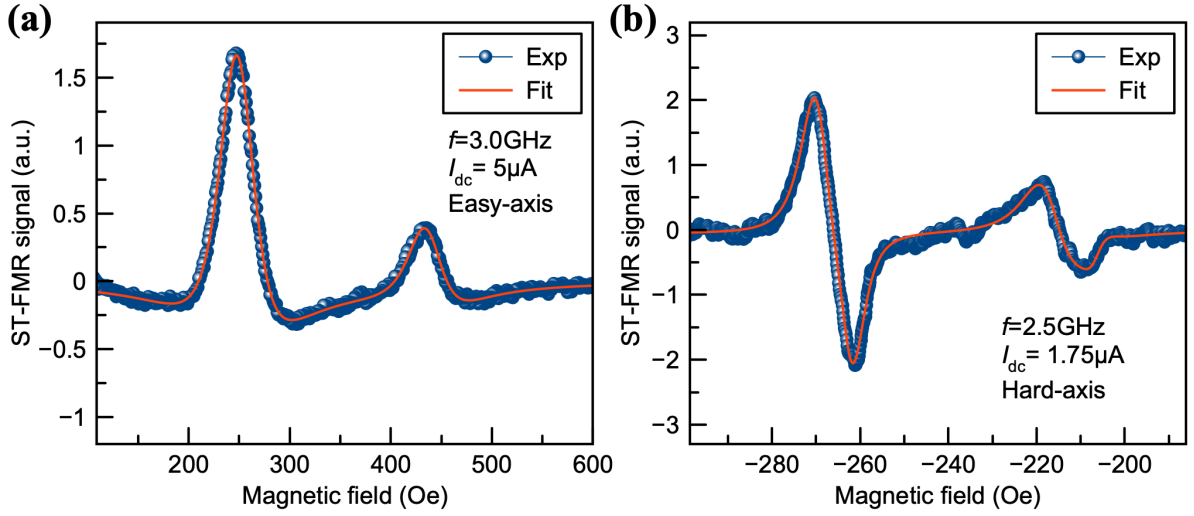 (a)
ST-FMR signal (a.u.)
1.5
1
0.5
0
−0.5
−1
Exp
Fit
f=3.0GHz
Idc= 5µA
Easy-axis
200
300
400
500
600
Magnetic field (Oe)
(b)
ST-FMR signal (a.u.)
3
2
1
0
−1
−2
−3
Exp
Fit
f=2.5GHz
Idc= 1.75µA
Hard-axis
−280
−260
−240
−220
−200
Magnetic field (Oe)